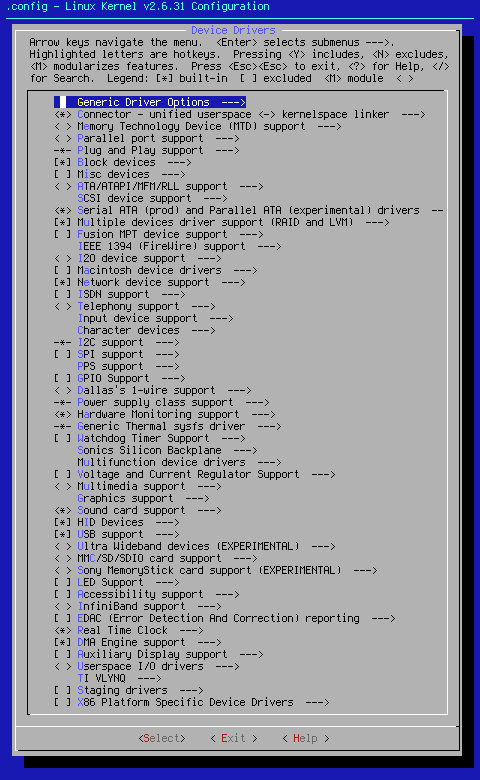 .config - Linux Kernel v2.6.31 Configuration
Device Drivers
Arrow keys navigate the menu.  <Enter> selects submenus --->.
Highlighted letters are hotkeys.  Pressing <Y> includes, <N> excludes,
<M> modularizes features.  Press <Esc><Esc> to exit, <?> for Help, </>
for Search.  Legend: [*] built-in  [ ] excluded  <M> module  < >
Generic Driver Options  --->
<*> Connector - unified userspace <-> kernelspace linker  --->
< > Memory Technology Device (MTD) support  --->
< > Parallel port support  --->
-*- Plug and Play support  --->
[*] Block devices  --->
[ ] Misc devices  --->
< > ATA/ATAPI/MFM/RLL support  --->
SCSI device support  --->
<*> Serial ATA (prod) and Parallel ATA (experimental) drivers  --
[*] Multiple devices driver support (RAID and LVM)  --->
[ ] Fusion MPT device support  --->
IEEE 1394 (FireWire) support  --->
< > I2O device support  --->
[ ] Macintosh device drivers  --->
[*] Network device support  --->
[ ] ISDN support  --->
< > Telephony support  --->
Input device support  --->
Character devices  --->
-*- I2C support  --->
[ ] SPI support  --->
PPS support  --->
[ ] GPIO Support  --->
< > Dallas's 1-wire support  --->
-*- Power supply class support  --->
<*> Hardware Monitoring support  --->
-*- Generic Thermal sysfs driver  --->
[ ] Watchdog Timer Support  --->
Sonics Silicon Backplane  --->
Multifunction device drivers  --->
[ ] Voltage and Current Regulator Support  --->
< > Multimedia support  --->
Graphics support  --->
<*> Sound card support  --->
[*] HID Devices  --->
[*] USB support  --->
< > Ultra Wideband devices (EXPERIMENTAL)  --->
< > MMC/SD/SDIO card support  --->
< > Sony MemoryStick card support (EXPERIMENTAL)  --->
[ ] LED Support  --->
[ ] Accessibility support  --->
< > InfiniBand support  --->
[ ] EDAC (Error Detection And Correction) reporting  --->
<*> Real Time Clock  --->
[*] DMA Engine support  --->
[ ] Auxiliary Display support  --->
< > Userspace I/O drivers  --->
TI VLYNQ  --->
[ ] Staging drivers  --->
[ ] X86 Platform Specific Device Drivers  --->
<Select>    < Exit >    < Help >